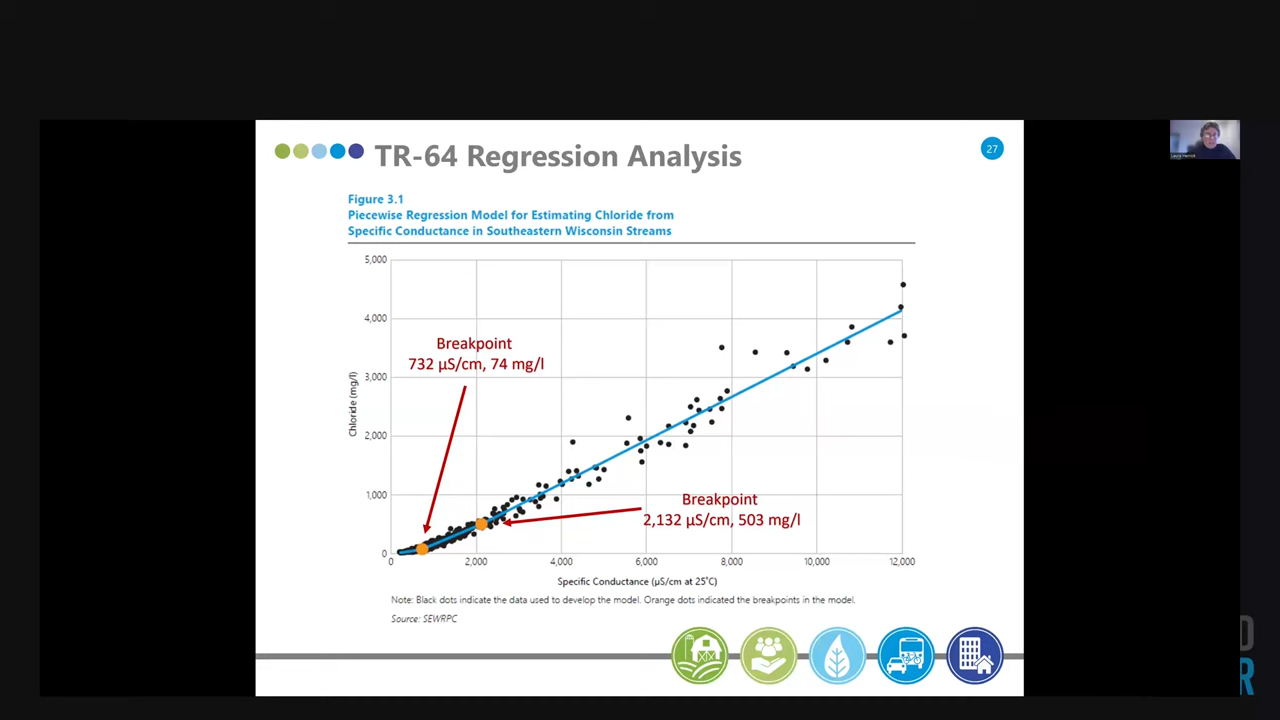 TR-64 Regression Analysis
27
Figure 3.1
Piecewise Regression Model for Estimating Chloride from
Specific Conductance in Southeastern Wisconsin Streams
5,000
4,000
3,000
2,000
1,000
0
Chloride (mg/l)
Breakpoint
732 µS/cm, 74 mg/l
Breakpoint
2,132 µS/cm, 503 mg/l
0
2,000
4,000
6,000
8,000
10,000
12,000
Specific Conductance (µS/cm at 25˚C)
Note: Black dots indicate the data used to develop the model. Orange dots indicated the breakpoints in the model.
Source: SEWRPC
D
R